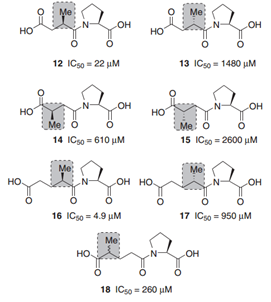 O Me O Me
HO N OH HO N OH
O O O O
12 IC50 = 22 µM 13 IC50 = 1480 µM
O O
HO N OH HO N OH
Me O O Me O O
14 IC50 = 610 µM 15 IC50 = 2600 µM
Me Me
HO N OH HO N OH
O O O O O O
16 IC50 = 4.9 µM 17 IC50 = 950 µM
Me
HO N OH
O O O
18 IC50 = 260 µM